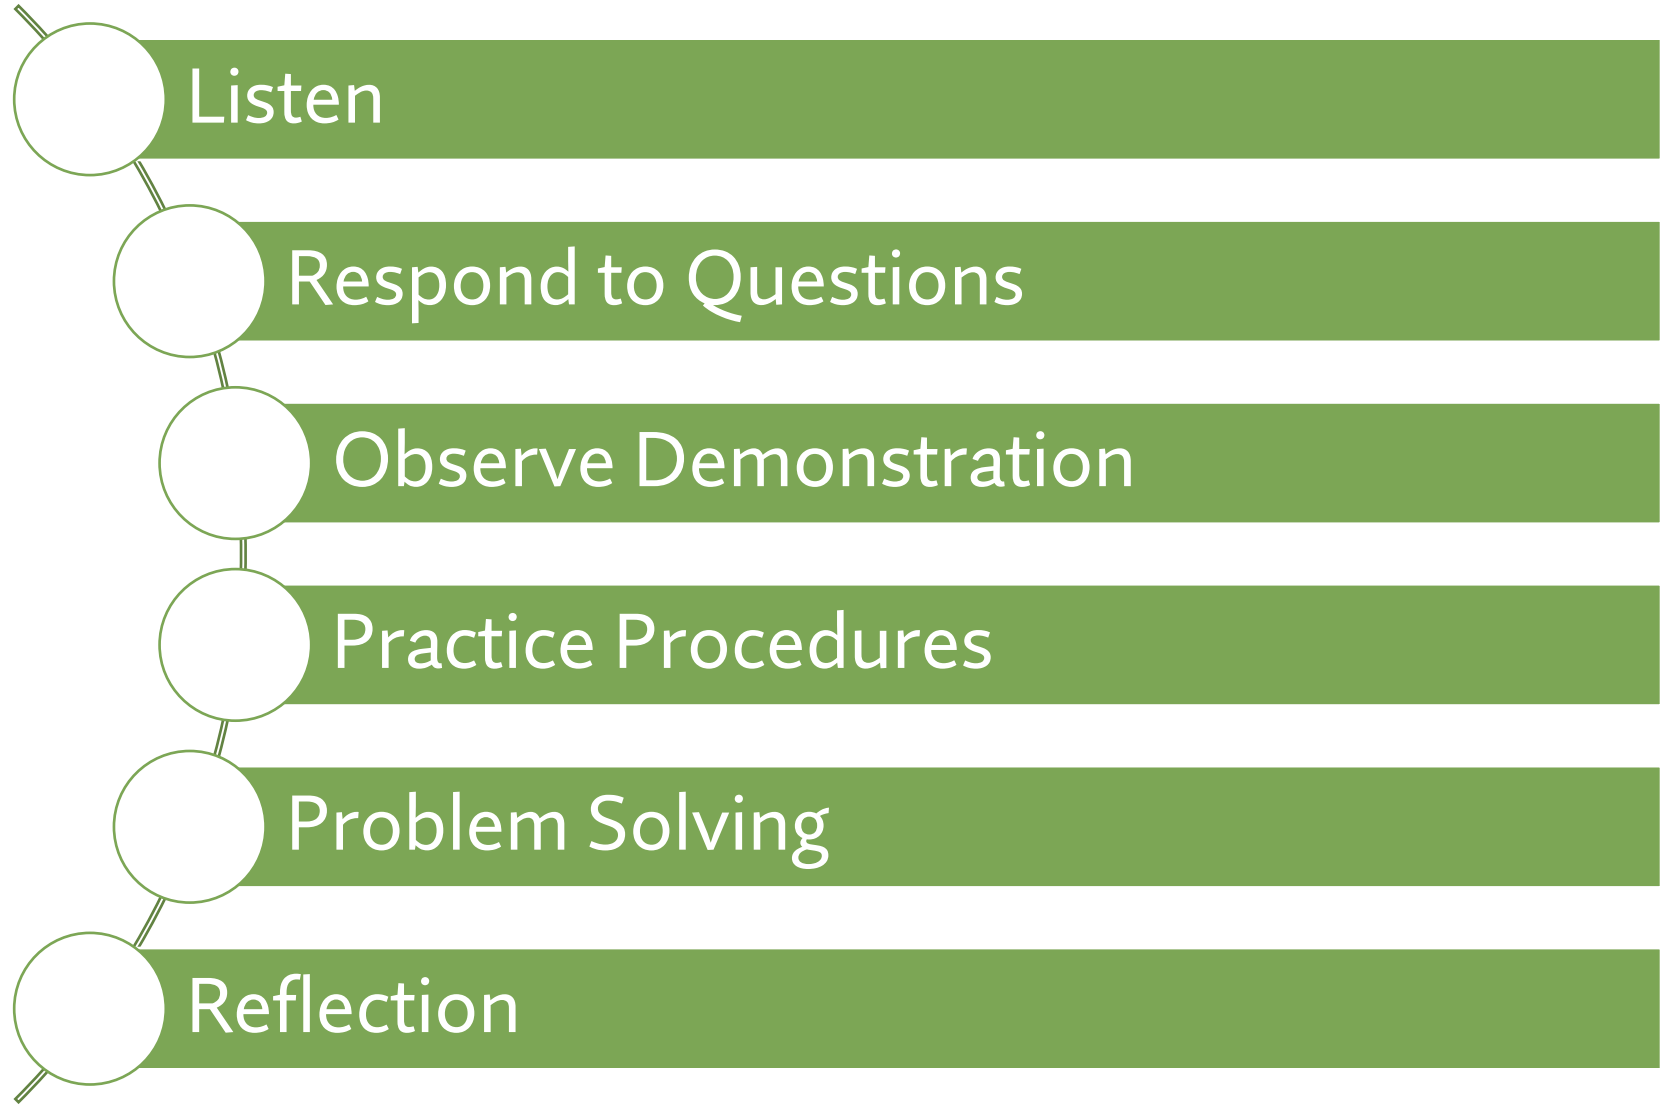 Listen
Respond to Questions
Observe Demonstration
Practice Procedures
Problem Solving
Reflection